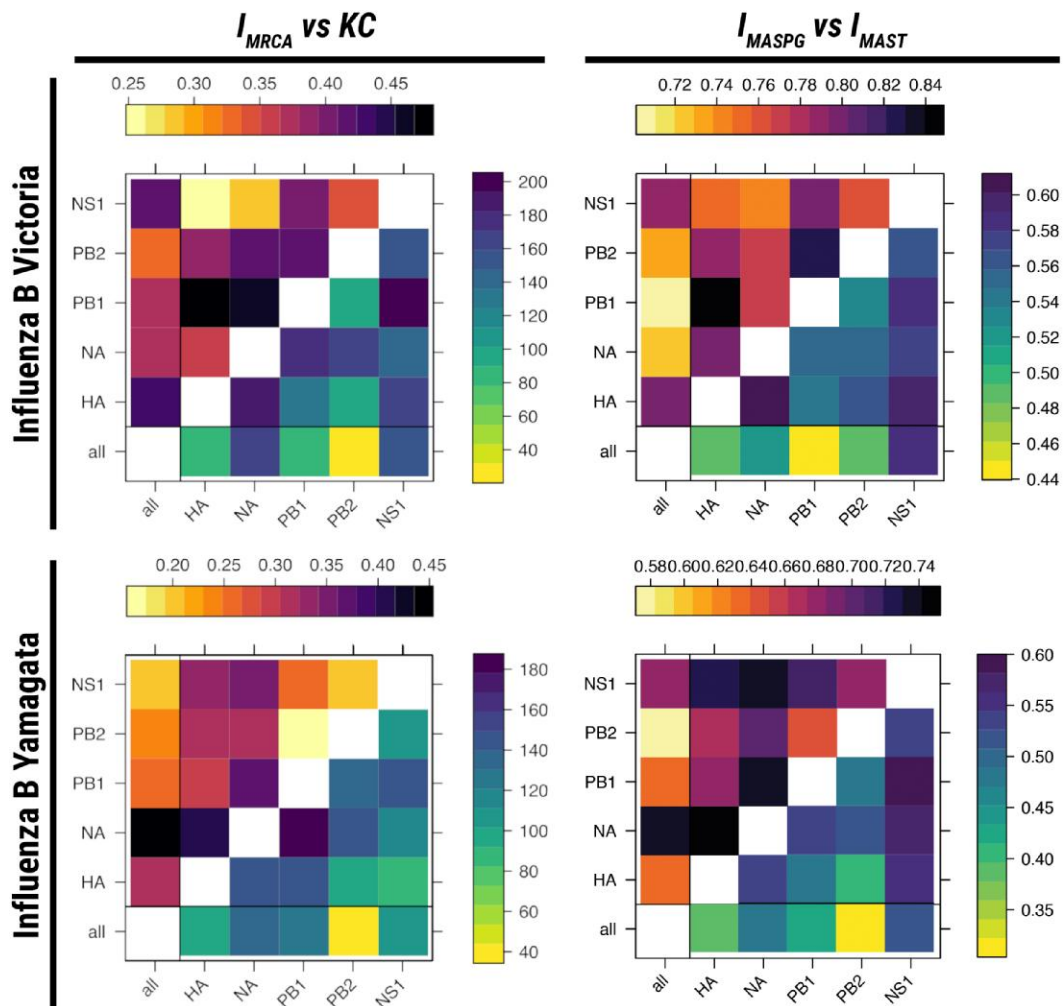 I_MRCA vs KC
I_MASPG vs I_MAST
Influenza B Victoria
0.25 0.30 0.35 0.40 0.45
NS1
PB2
PB1
NA
HA
all
all HA NA PB1 PB2 NS1
200
180
160
140
120
100
80
60
40
0.72 0.74 0.76 0.78 0.80 0.82 0.84
NS1
PB2
PB1
NA
HA
all
all HA NA PB1 PB2 NS1
0.60
0.58
0.56
0.54
0.52
0.50
0.48
0.46
0.44
Influenza B Yamagata
0.20 0.25 0.30 0.35 0.40 0.45
NS1
PB2
PB1
NA
HA
all
all HA NA PB1 PB2 NS1
180
160
140
120
100
80
60
40
0.580.600.620.640.660.680.700.720.74
NS1
PB2
PB1
NA
HA
all
all HA NA PB1 PB2 NS1
0.60
0.55
0.50
0.45
0.40
0.35